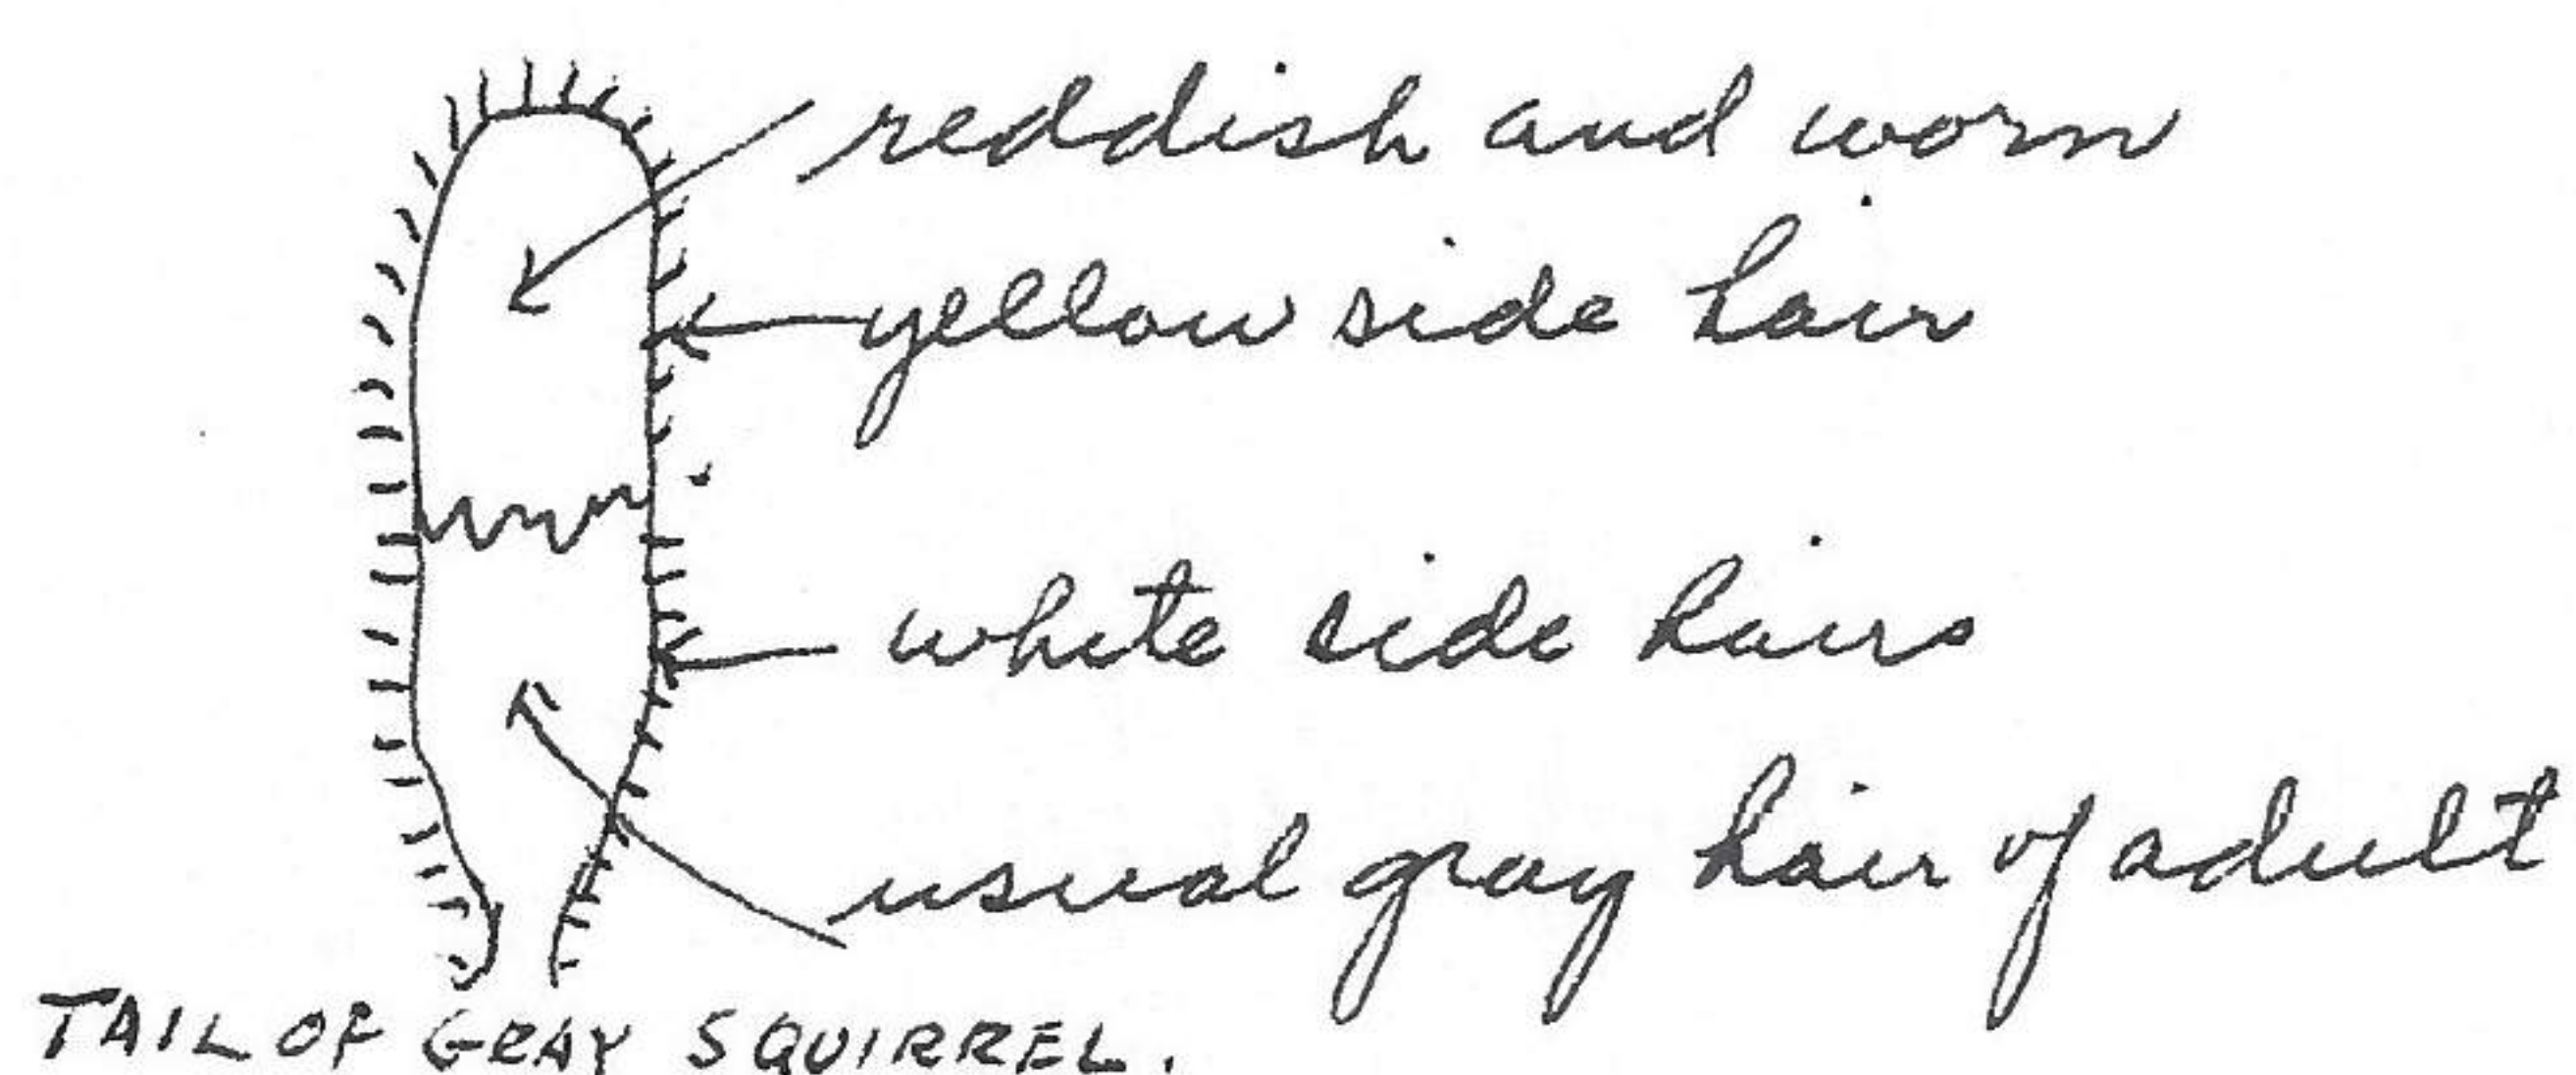 reddish and worn
yellow side hair
white side hairs
usual gray hair of adult
TAIL OF GRAY SQUIRREL.